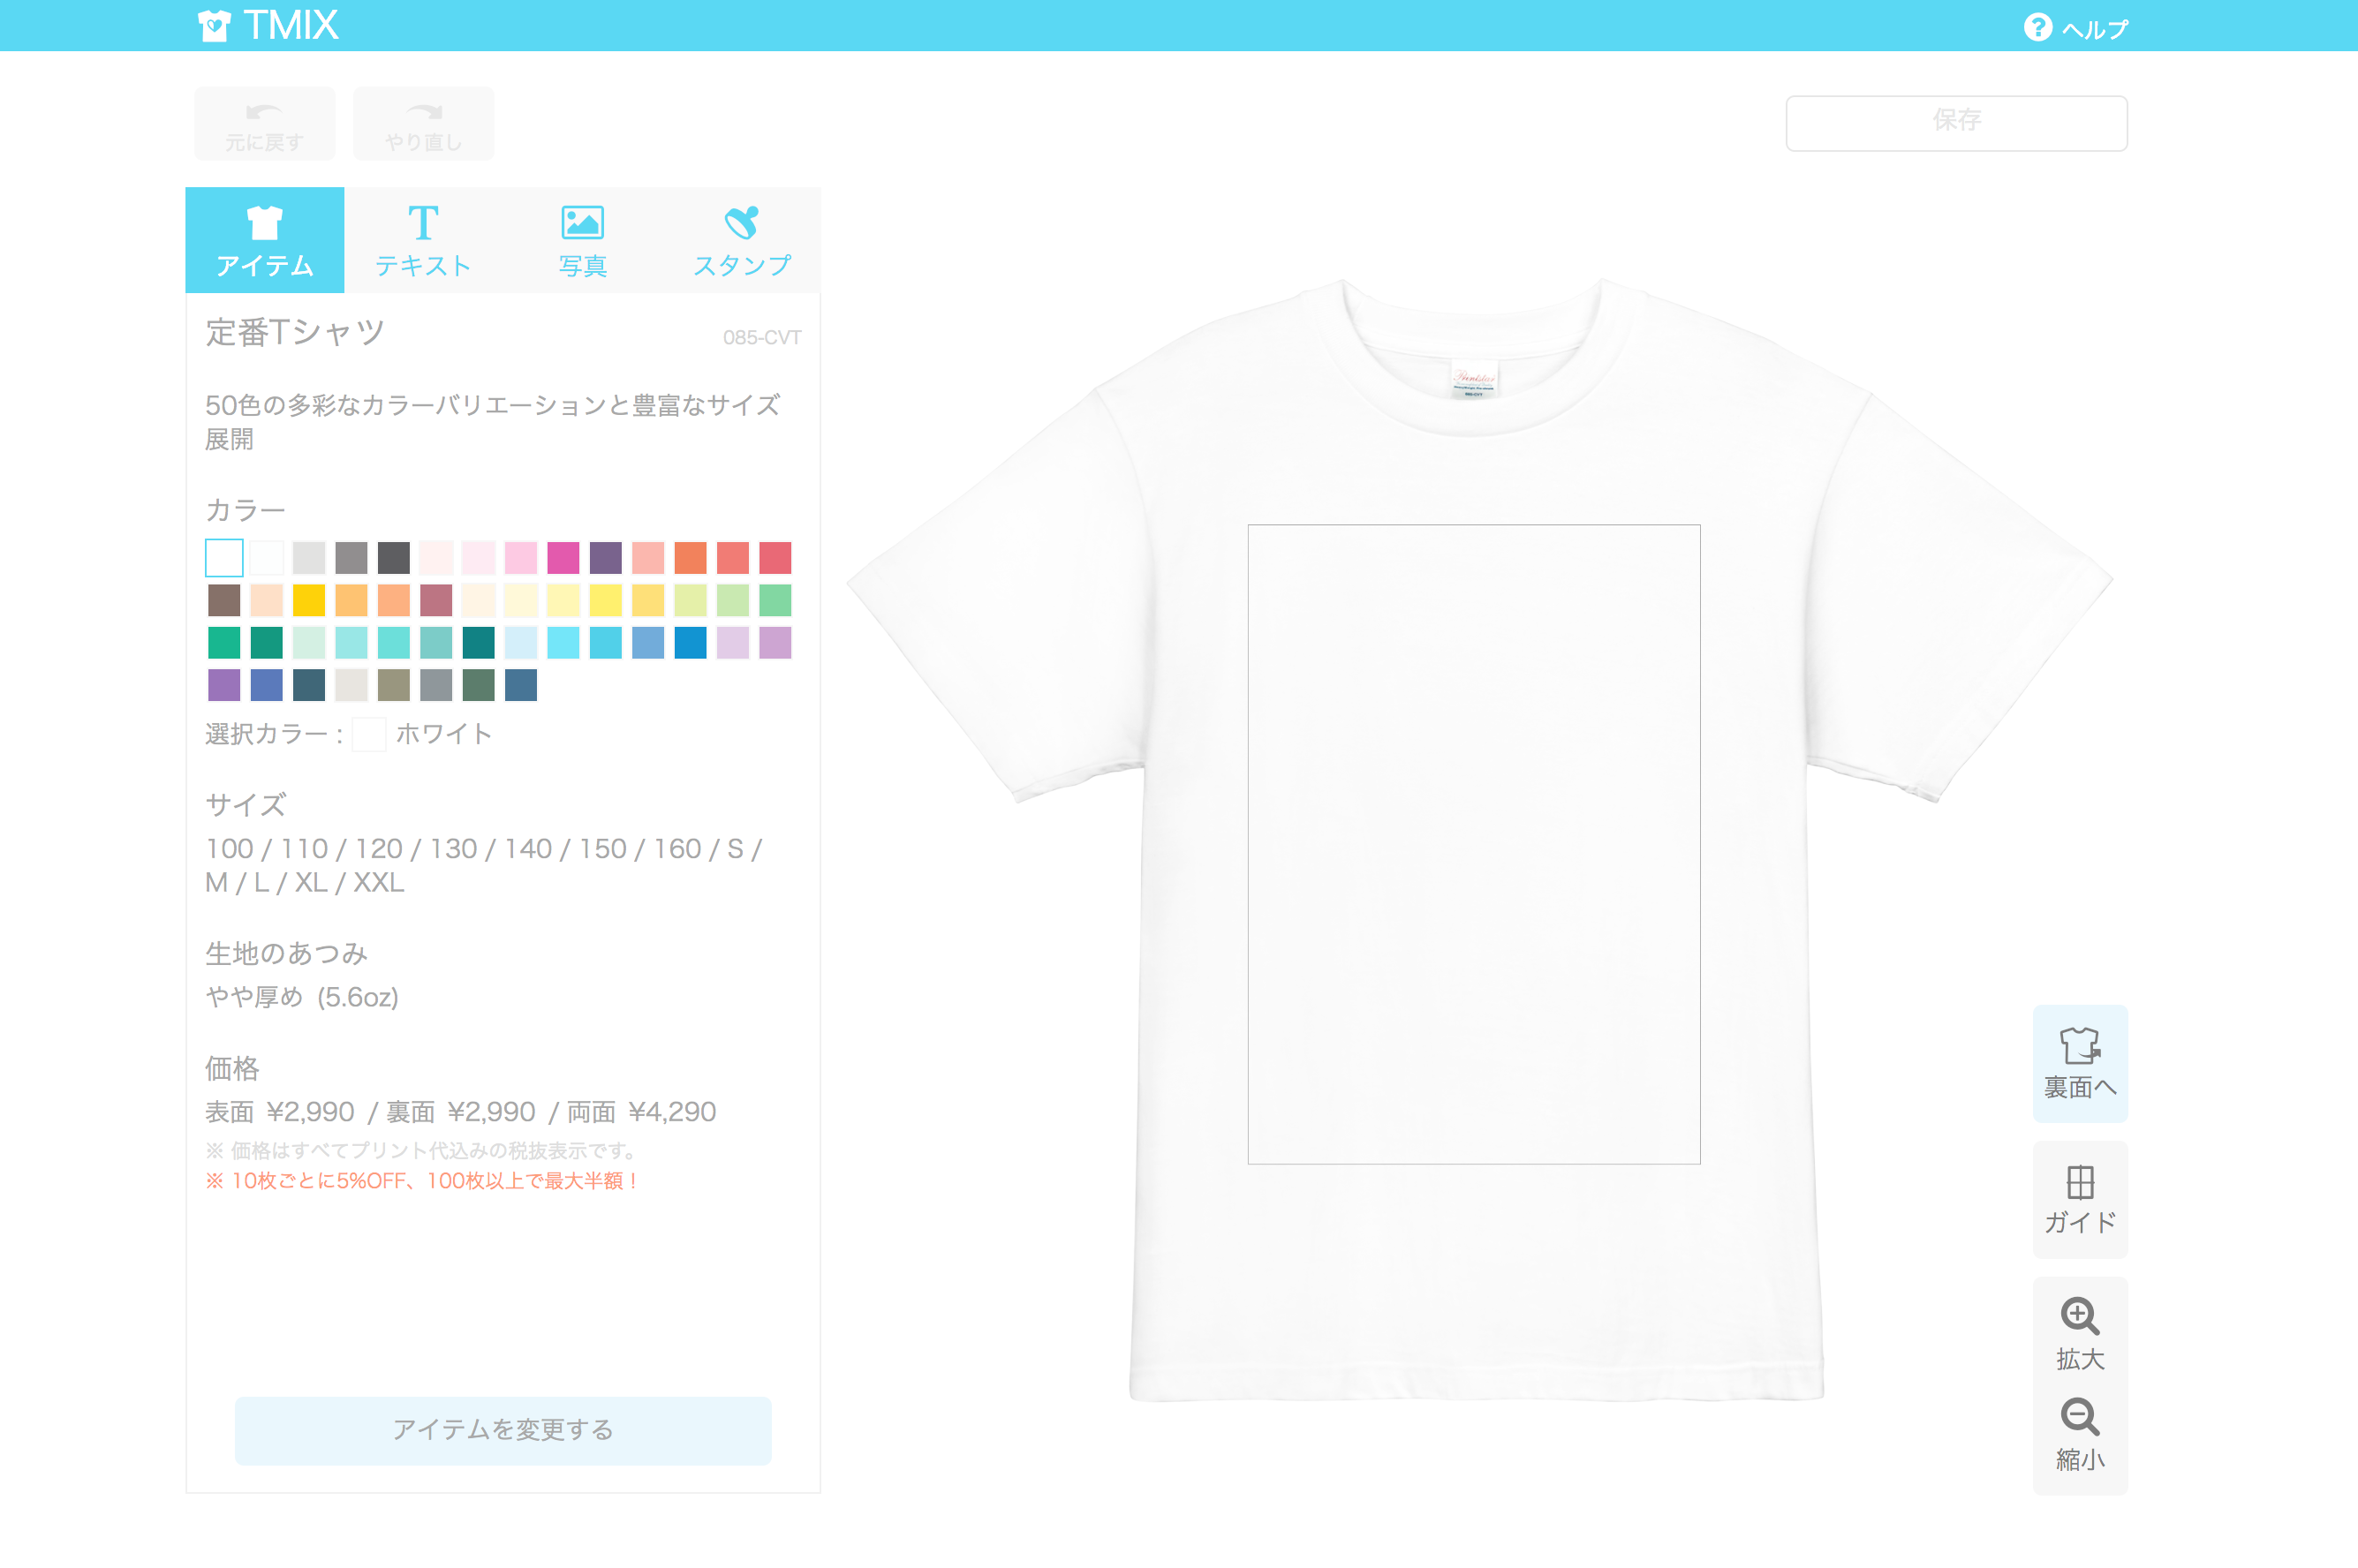 TMIX
ヘルプ
元に戻す
やり直し
保存
アイテム
テキスト
写真
スタンプ
定番Tシャツ
085-CVT
50色の多彩なカラーバリエーションと豊富なサイズ
展開
カラー
選択カラー : ホワイト
サイズ
100 / 110 / 120 / 130 / 140 / 150 / 160 / S /
M / L / XL / XXL
生地のあつみ
やや厚め (5.6oz)
価格
表面 ¥2,990 / 裏面 ¥2,990 / 両面 ¥4,290
※ 価格はすべてプリント代込みの税抜表示です。
※ 10枚ごとに5%OFF、100枚以上で最大半額！
アイテムを変更する
Printstar
裏面へ
ガイド
拡大
縮小